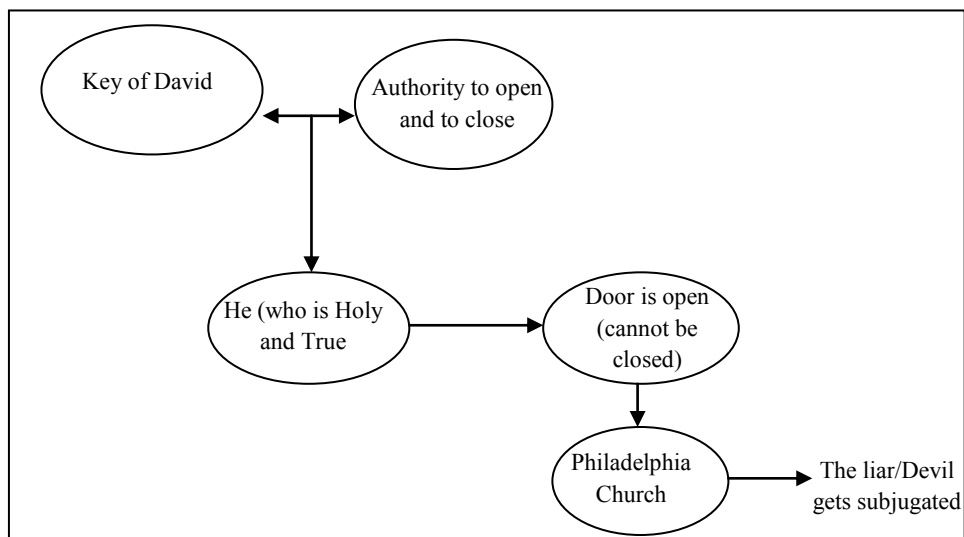 Key of David
Authority to open
and to close
He (who is Holy
and True
Door is open
(cannot be
closed)
Philadelphia
Church
The liar/Devil
gets subjugated